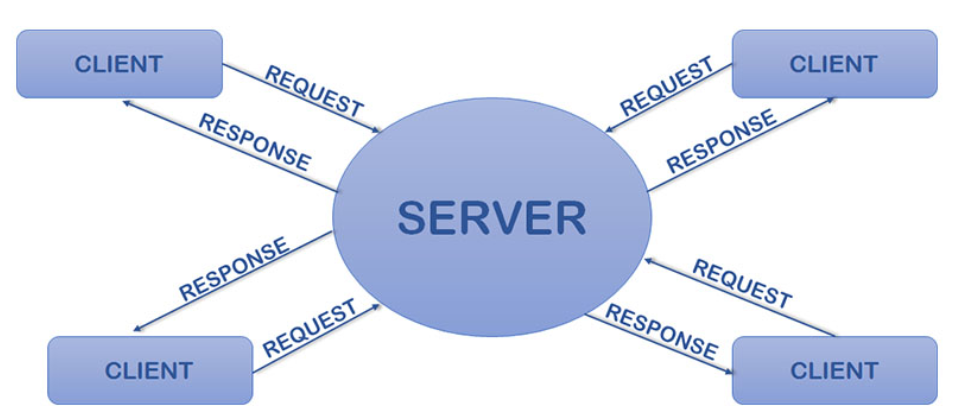 CLIENT
REQUEST
RESPONSE
CLIENT
REQUEST
RESPONSE
SERVER
RESPONSE
REQUEST
CLIENT
REQUEST
RESPONSE
CLIENT